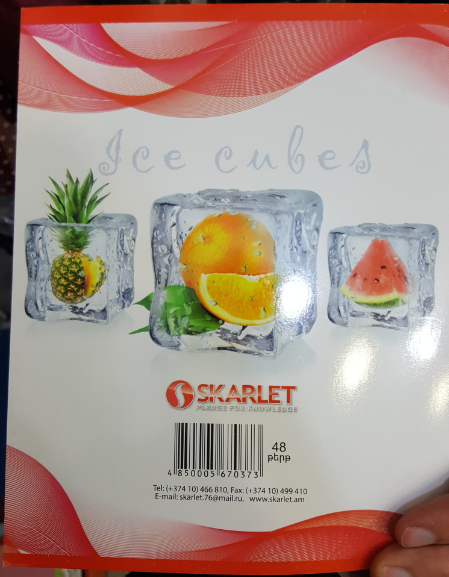 Ice cubes
SKARLET
PLEDGE FOR KNOWLEDGE
48
թերթ
4 850005 670373
Tel: (+374 10) 466 810, Fax: (+374 10) 499 410
E-mail: skarlet.76@mail.ru, www.skarlet.am